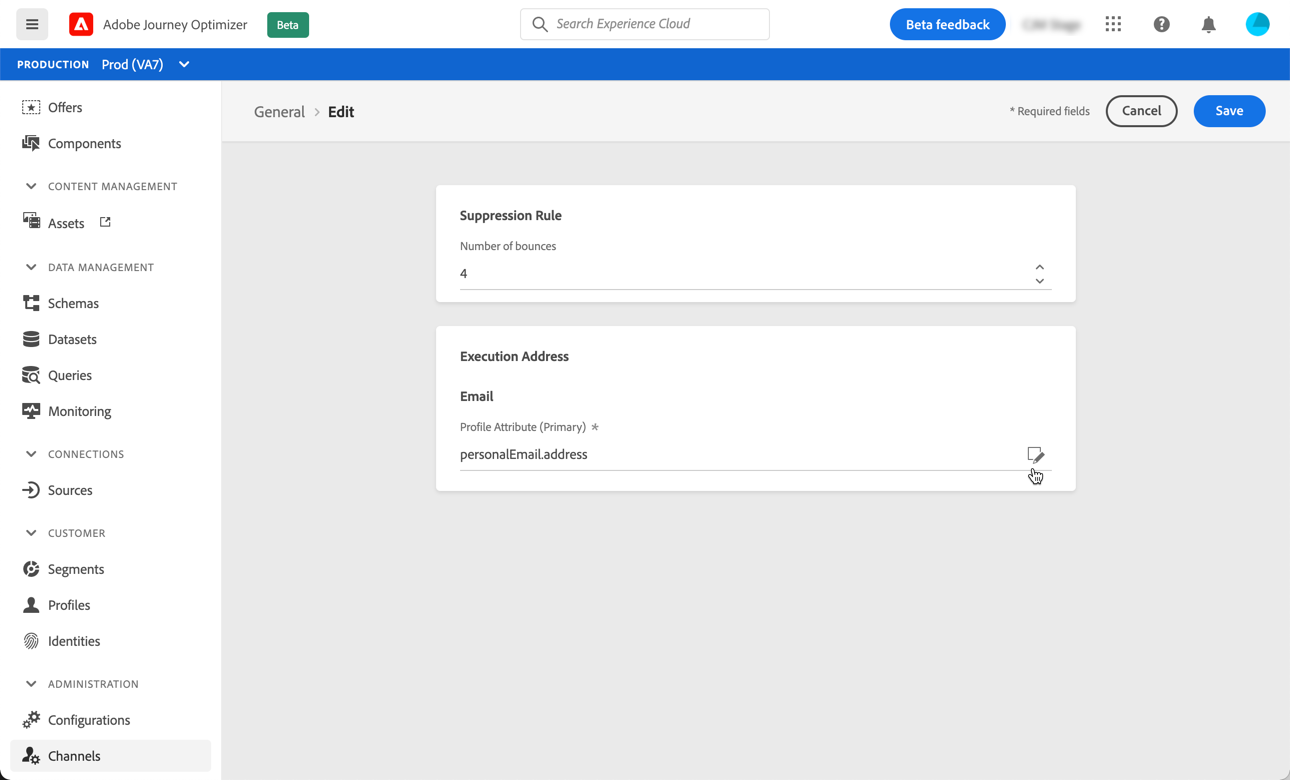 Adobe Journey Optimizer
Beta
Search Experience Cloud
Beta feedback
PRODUCTION Prod (VA7)
Offers
Components
CONTENT MANAGEMENT
Assets
DATA MANAGEMENT
Schemas
Datasets
Queries
Monitoring
CONNECTIONS
Sources
CUSTOMER
Segments
Profiles
Identities
ADMINISTRATION
Configurations
Channels
General > Edit
* Required fields
Cancel
Save
Suppression Rule
Number of bounces
4
Execution Address
Email
Profile Attribute (Primary) *
personalEmail.address